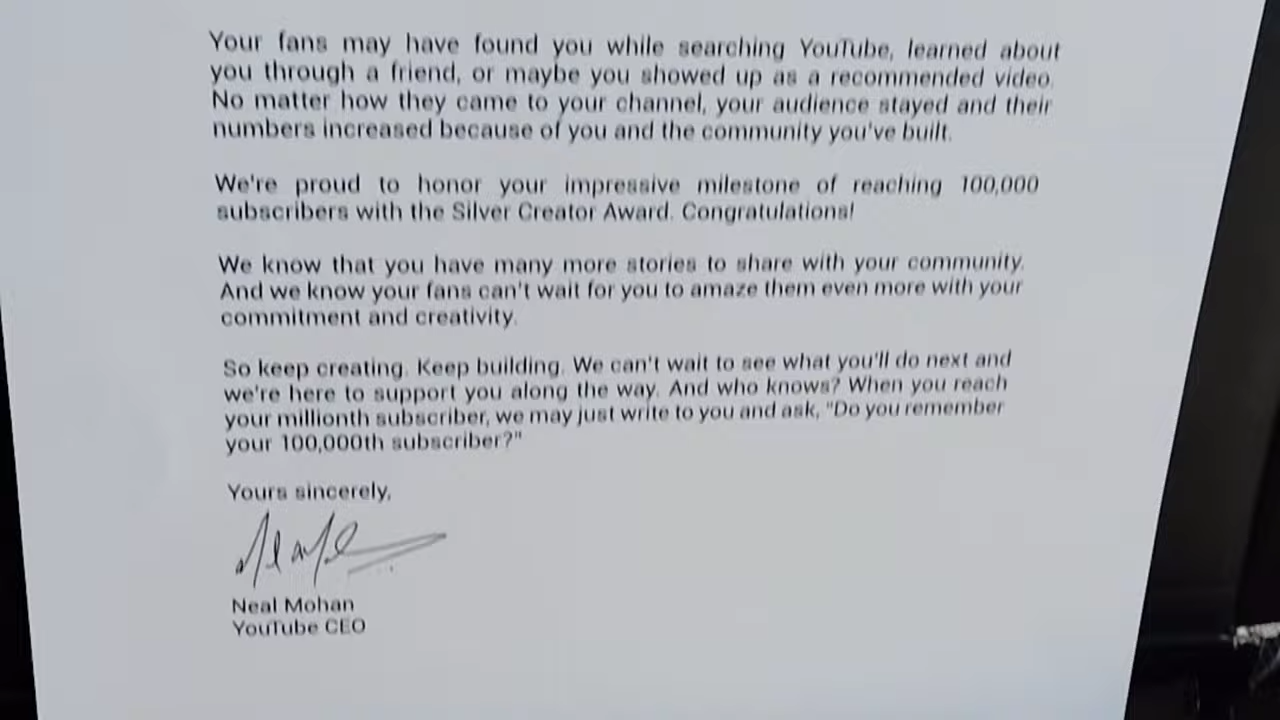 Your fans may have found you while searching YouTube, learned about
you through a friend, or maybe you showed up as a recommended video.
No matter how they came to your channel, your audience stayed and their
numbers increased because of you and the community you've built.
We're proud to honor your impressive milestone of reaching 100,000
subscribers with the Silver Creator Award. Congratulations!
We know that you have many more stories to share with your community.
And we know your fans can't wait for you to amaze them even more with your
commitment and creativity.
So keep creating. Keep building. We can't wait to see what you'll do next and
we're here to support you along the way. And who knows? When you reach
your millionth subscriber, we may just write to you and ask, "Do you remember
your 100,000th subscriber?"
Yours sincerely,
Neal Mohan
YouTube CEO